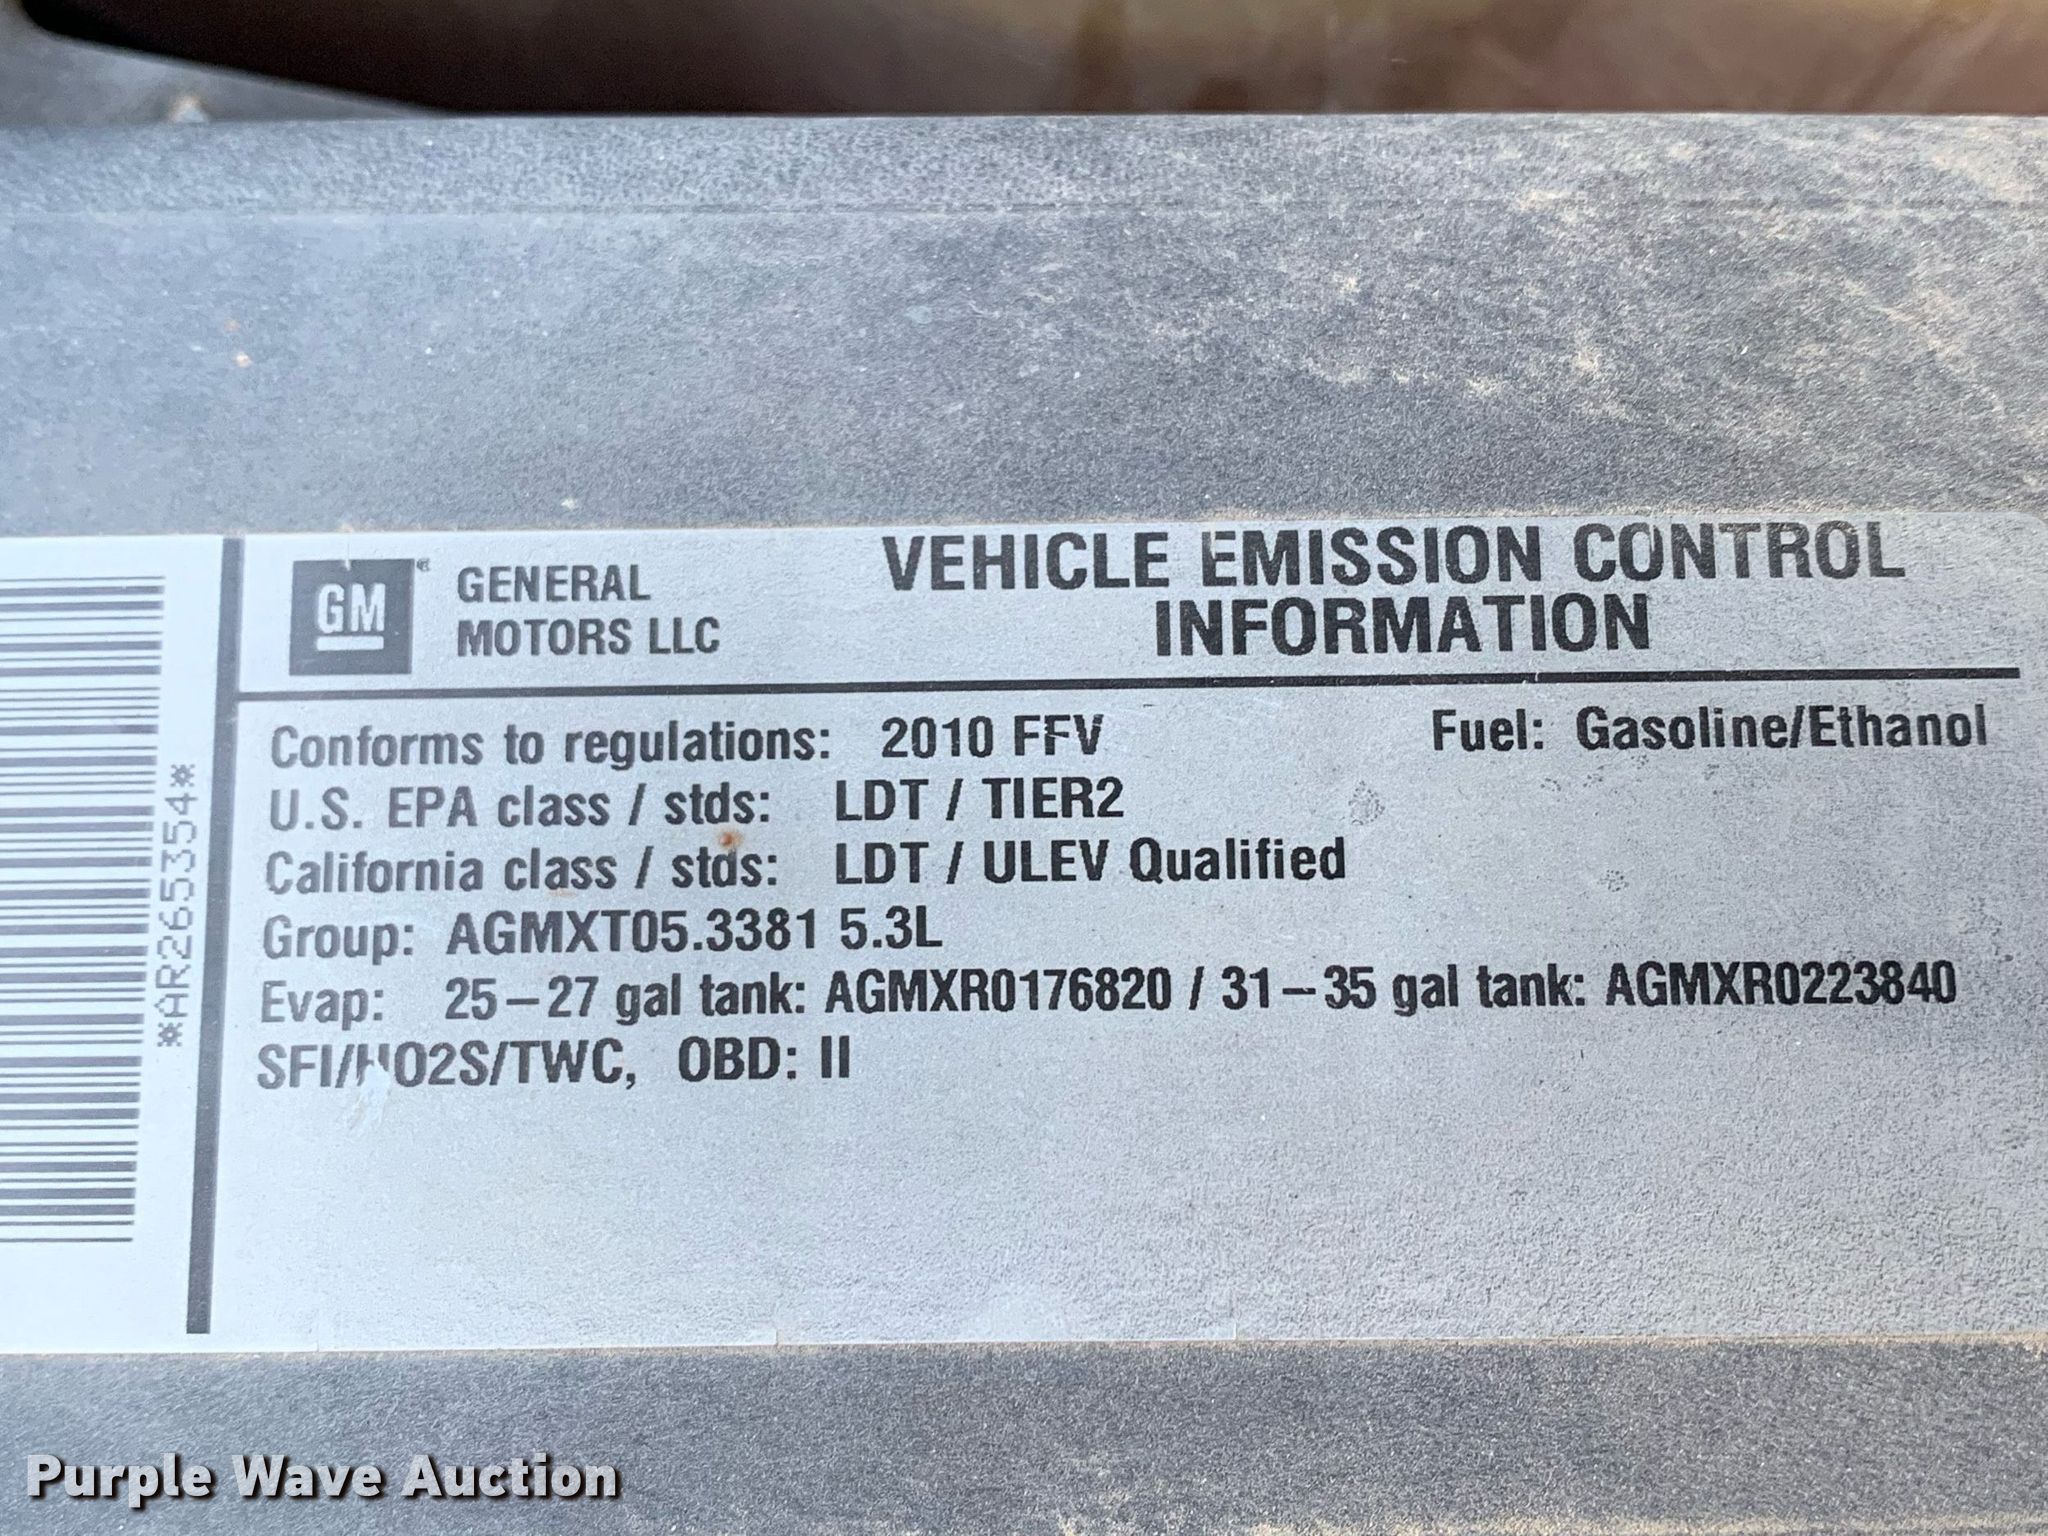 GM
GENERAL
MOTORS LLC
VEHICLE EMISSION CONTROL
INFORMATION
Conforms to regulations: 2010 FFV
Fuel: Gasoline/Ethanol
U.S. EPA class / stds: LDT / TIER2
California class / stds: LDT / ULEV Qualified
Group: AGMXT05.3381 5.3L
Evap: 25–27 gal tank: AGMXR0176820 / 31–35 gal tank: AGMXR0223840
SFI/HO2S/TWC, OBD: II
*AR265354*
Purple Wave Auction